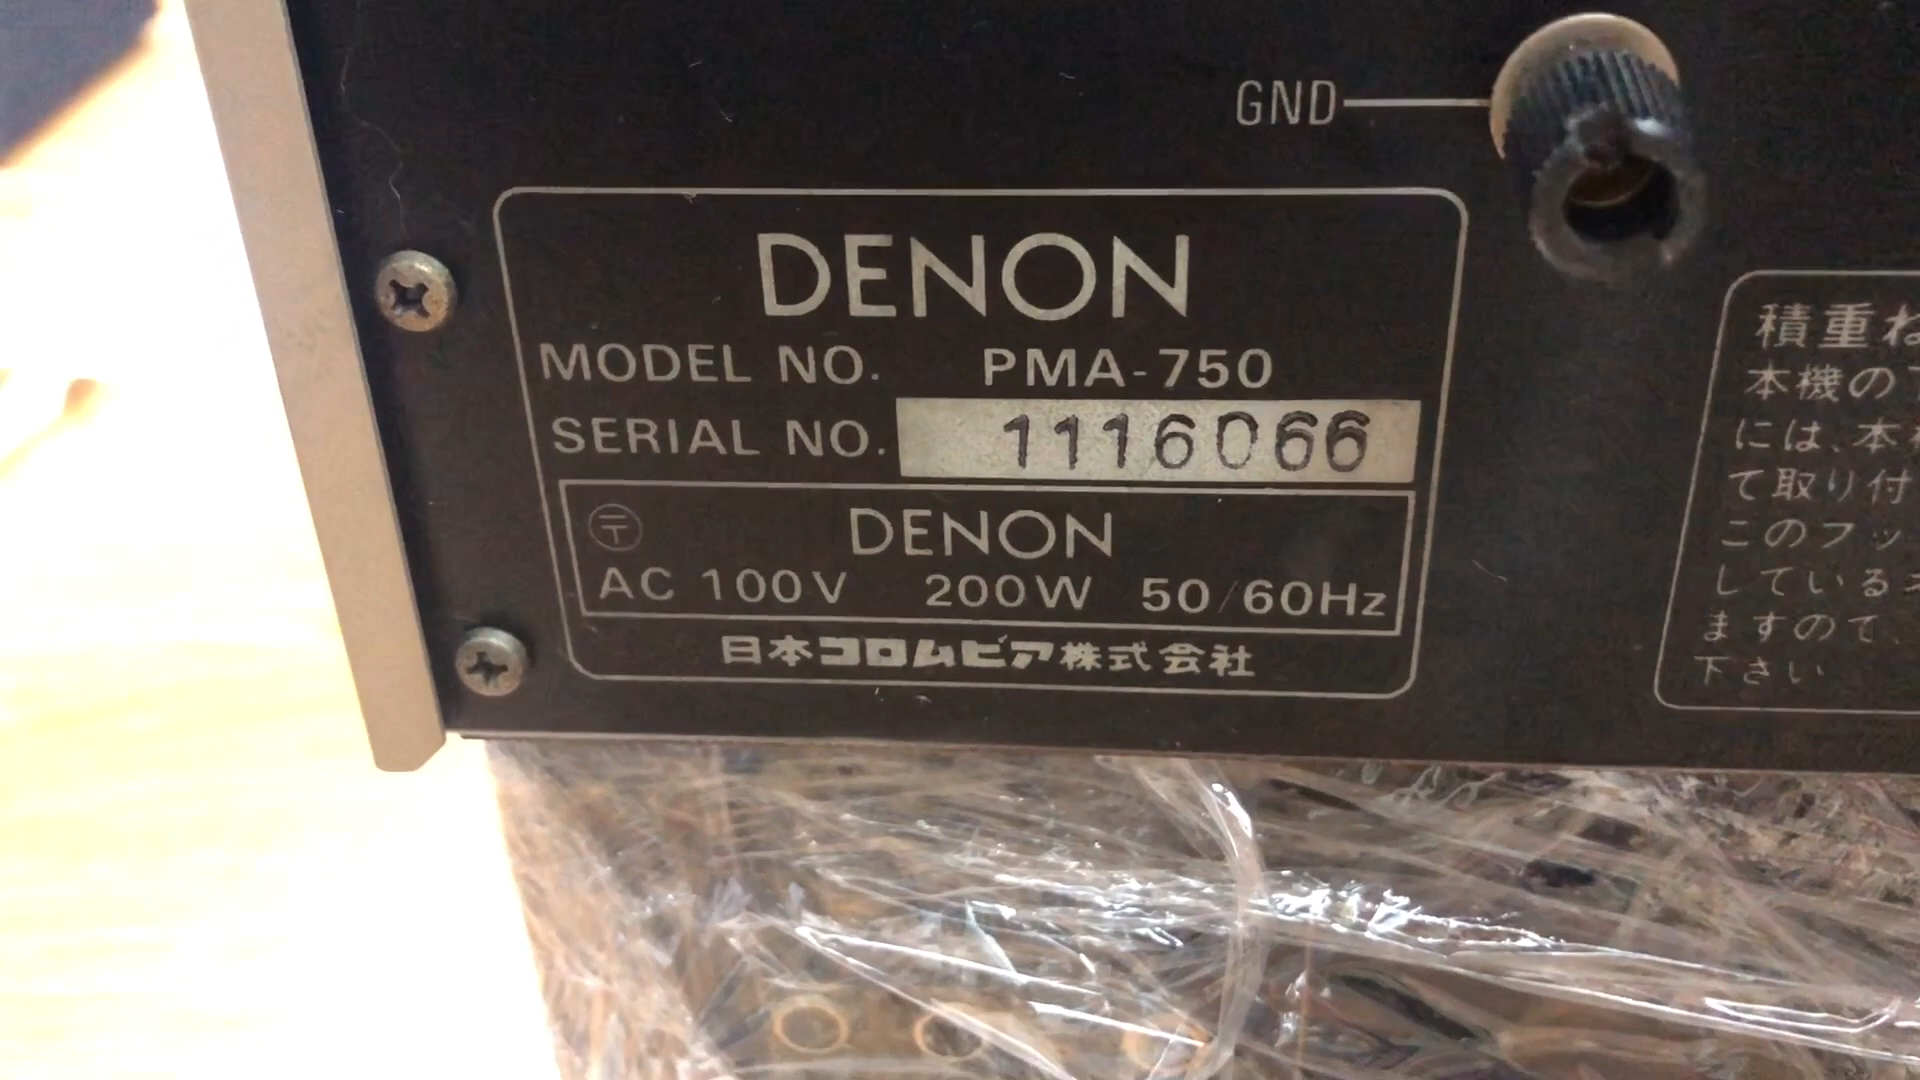 GND
DENON
MODEL NO. PMA-750
SERIAL NO. 1116066
〒 DENON
AC 100V 200W 50/60Hz
日本コロムビア株式会社
積重ね
本機の
には、本
て取り付
このフッ
している
ますので、
下さい